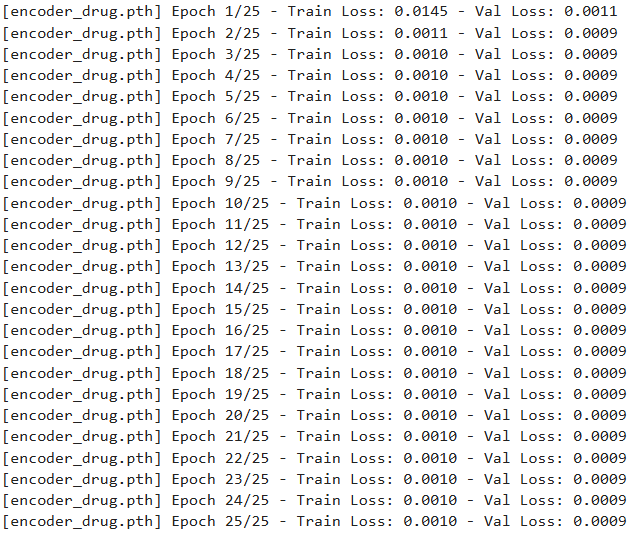 [encoder_drug.pth] Epoch 1/25 - Train Loss: 0.0145 - Val Loss: 0.0011
[encoder_drug.pth] Epoch 2/25 - Train Loss: 0.0011 - Val Loss: 0.0009
[encoder_drug.pth] Epoch 3/25 - Train Loss: 0.0010 - Val Loss: 0.0009
[encoder_drug.pth] Epoch 4/25 - Train Loss: 0.0010 - Val Loss: 0.0009
[encoder_drug.pth] Epoch 5/25 - Train Loss: 0.0010 - Val Loss: 0.0009
[encoder_drug.pth] Epoch 6/25 - Train Loss: 0.0010 - Val Loss: 0.0009
[encoder_drug.pth] Epoch 7/25 - Train Loss: 0.0010 - Val Loss: 0.0009
[encoder_drug.pth] Epoch 8/25 - Train Loss: 0.0010 - Val Loss: 0.0009
[encoder_drug.pth] Epoch 9/25 - Train Loss: 0.0010 - Val Loss: 0.0009
[encoder_drug.pth] Epoch 10/25 - Train Loss: 0.0010 - Val Loss: 0.0009
[encoder_drug.pth] Epoch 11/25 - Train Loss: 0.0010 - Val Loss: 0.0009
[encoder_drug.pth] Epoch 12/25 - Train Loss: 0.0010 - Val Loss: 0.0009
[encoder_drug.pth] Epoch 13/25 - Train Loss: 0.0010 - Val Loss: 0.0009
[encoder_drug.pth] Epoch 14/25 - Train Loss: 0.0010 - Val Loss: 0.0009
[encoder_drug.pth] Epoch 15/25 - Train Loss: 0.0010 - Val Loss: 0.0009
[encoder_drug.pth] Epoch 16/25 - Train Loss: 0.0010 - Val Loss: 0.0009
[encoder_drug.pth] Epoch 17/25 - Train Loss: 0.0010 - Val Loss: 0.0009
[encoder_drug.pth] Epoch 18/25 - Train Loss: 0.0010 - Val Loss: 0.0009
[encoder_drug.pth] Epoch 19/25 - Train Loss: 0.0010 - Val Loss: 0.0009
[encoder_drug.pth] Epoch 20/25 - Train Loss: 0.0010 - Val Loss: 0.0009
[encoder_drug.pth] Epoch 21/25 - Train Loss: 0.0010 - Val Loss: 0.0009
[encoder_drug.pth] Epoch 22/25 - Train Loss: 0.0010 - Val Loss: 0.0009
[encoder_drug.pth] Epoch 23/25 - Train Loss: 0.0010 - Val Loss: 0.0009
[encoder_drug.pth] Epoch 24/25 - Train Loss: 0.0010 - Val Loss: 0.0009
[encoder_drug.pth] Epoch 25/25 - Train Loss: 0.0010 - Val Loss: 0.0009